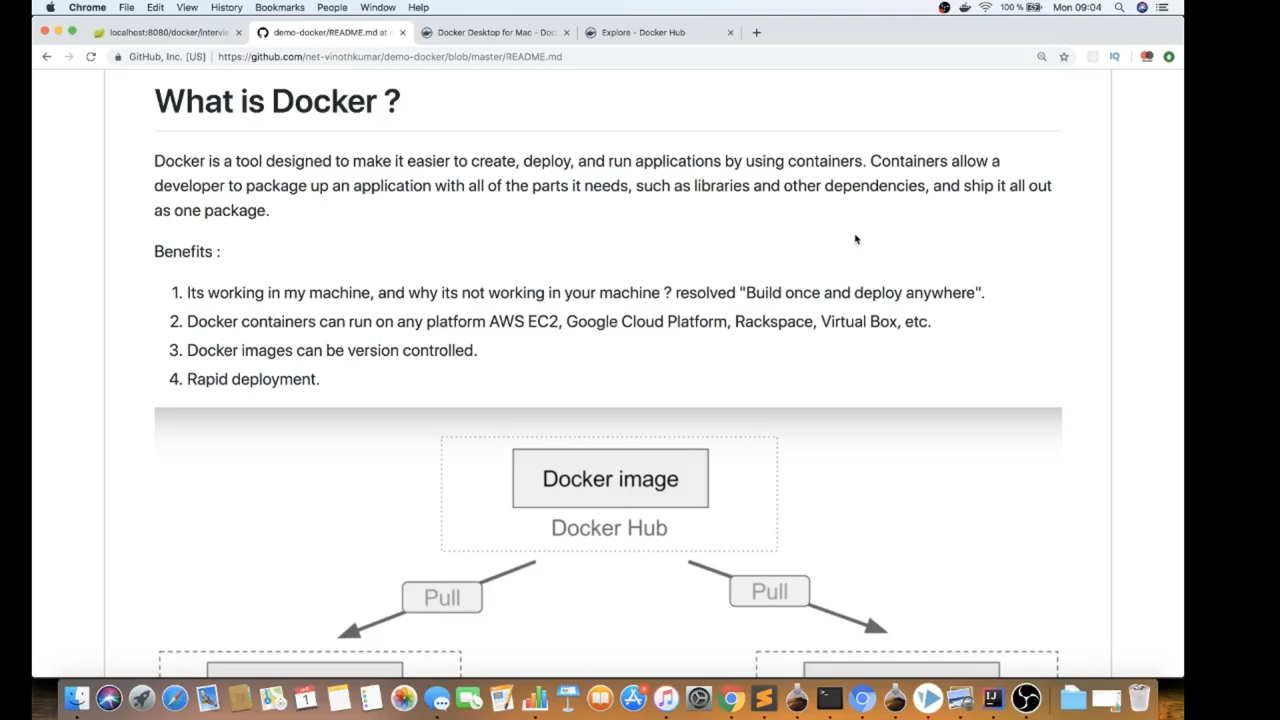 Chrome File Edit View History Bookmarks People Window Help 100 % Mon 09:04
localhost:8080/docker/intervi demo-docker/README.md at Docker Desktop for Mac - Doc Explore - Docker Hub
GitHub, Inc. [US] https://github.com/net-vinothkumar/demo-docker/blob/master/README.md IQ
What is Docker ?
Docker is a tool designed to make it easier to create, deploy, and run applications by using containers. Containers allow a
developer to package up an application with all of the parts it needs, such as libraries and other dependencies, and ship it all out
as one package.
Benefits :
1. Its working in my machine, and why its not working in your machine ? resolved "Build once and deploy anywhere".
2. Docker containers can run on any platform AWS EC2, Google Cloud Platform, Rackspace, Virtual Box, etc.
3. Docker images can be version controlled.
4. Rapid deployment.
Docker image
Docker Hub
Pull
Pull